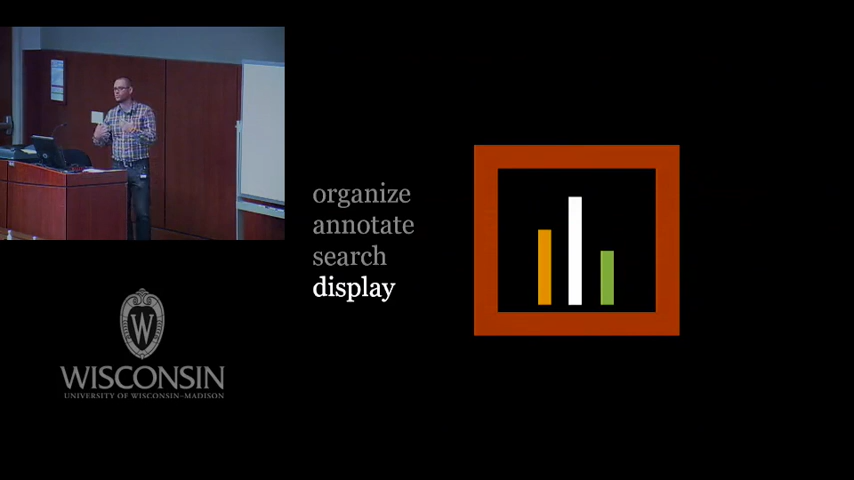 organize
annotate
search
display
W
WISCONSIN
UNIVERSITY OF WISCONSIN–MADISON